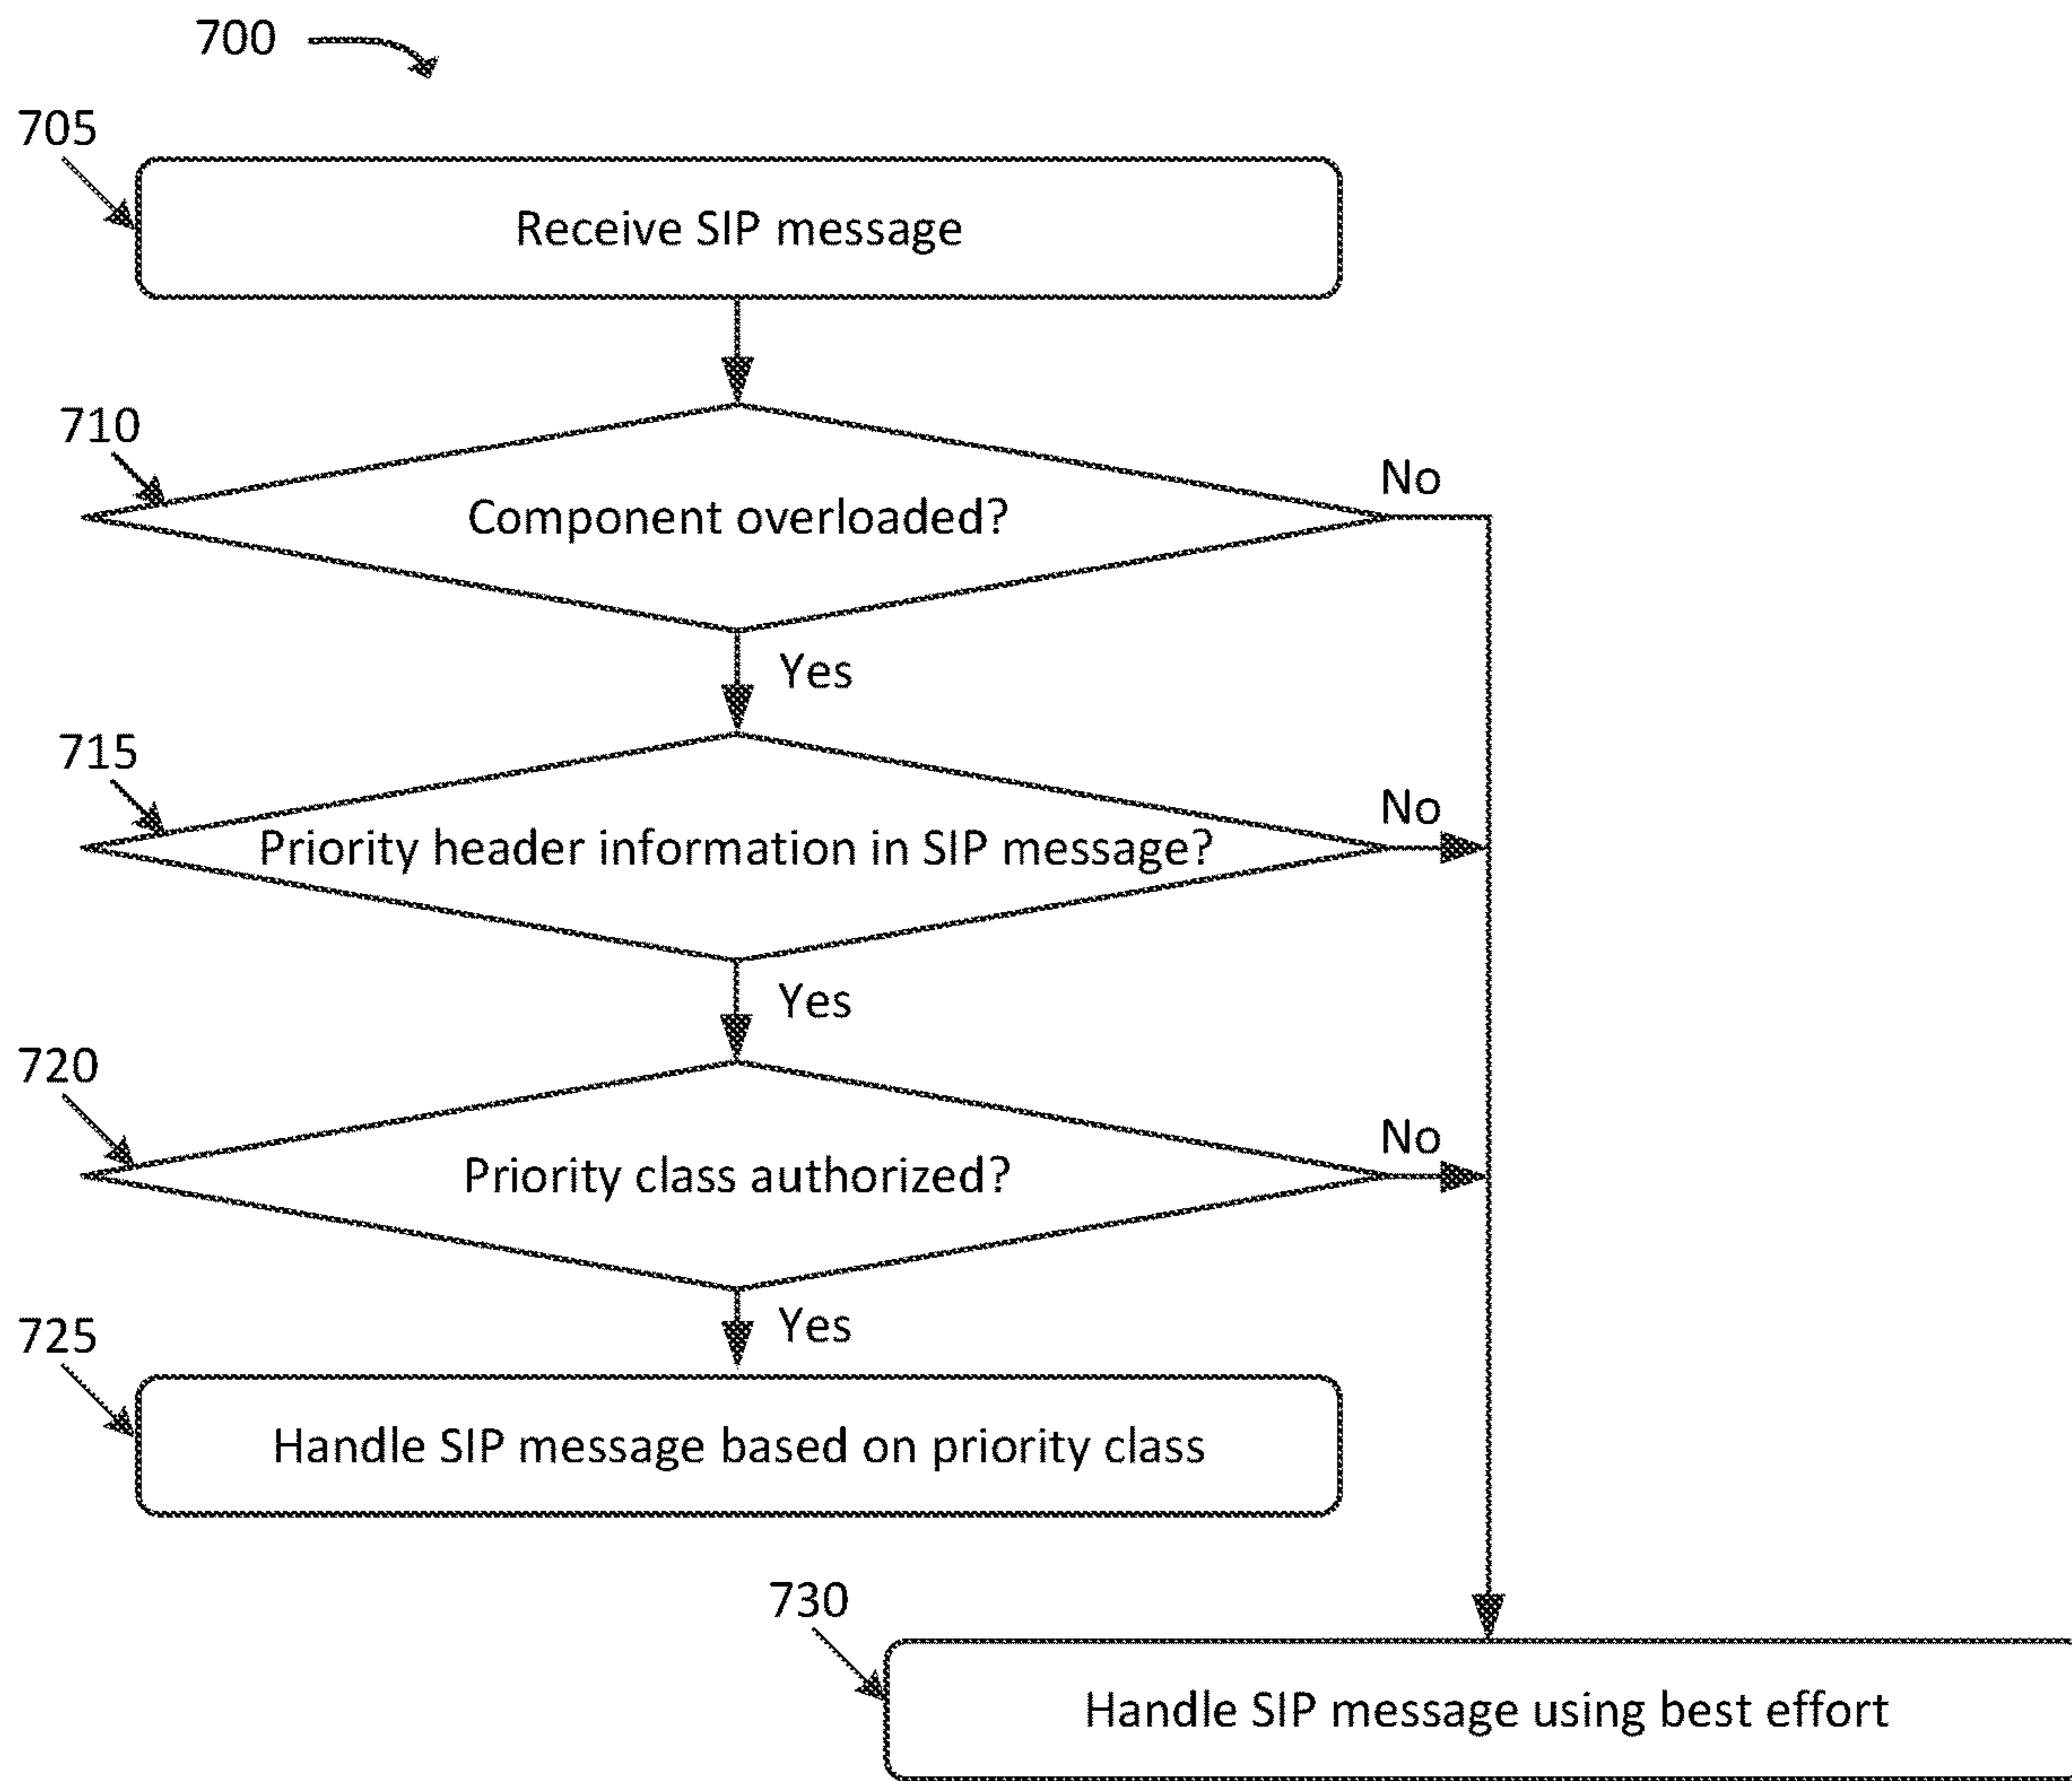 700
705
Receive SIP message
710
No
Component overloaded?
Yes
715
No
Priority header information in SIP message?
Yes
720
No
Priority class authorized?
Yes
725
Handle SIP message based on priority class
730
Handle SIP message using best effort